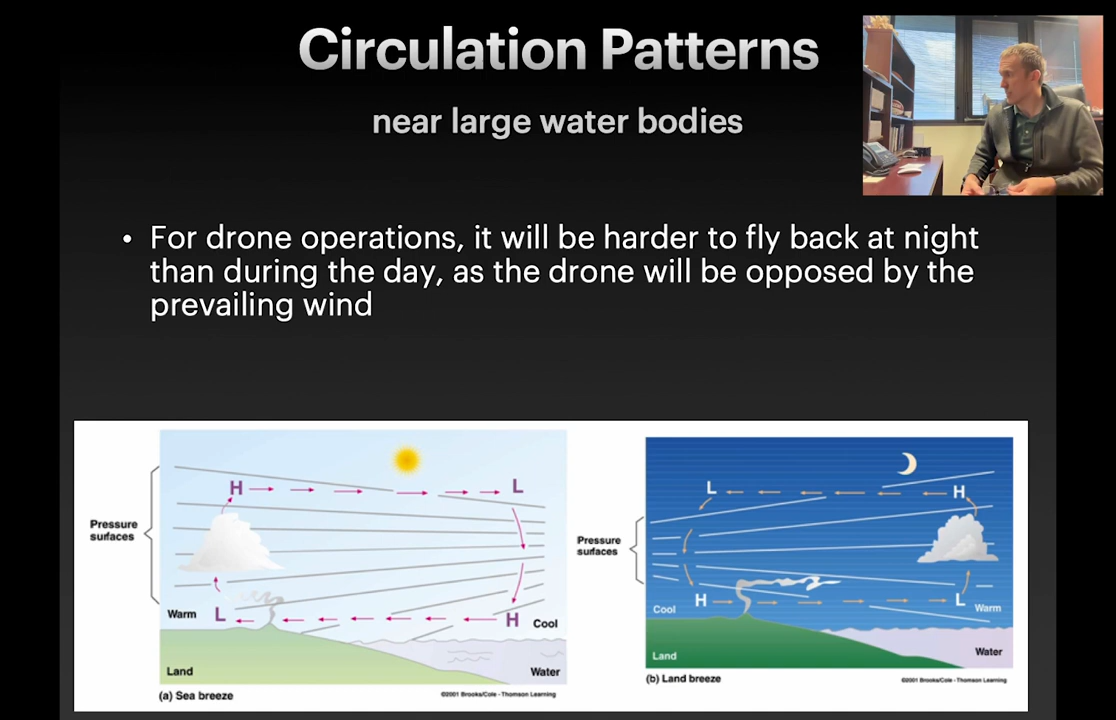 Circulation Patterns
near large water bodies
• For drone operations, it will be harder to fly back at night
than during the day, as the drone will be opposed by the
prevailing wind
H
L
Pressure
surfaces
Warm
L
H
Cool
Land
Water
(a) Sea breeze
©2001 Brooks/Cole - Thomson Learning
L
H
Pressure
surfaces
Cool
H
L
Warm
Land
Water
(b) Land breeze
©2001 Brooks/Cole - Thomson Learning